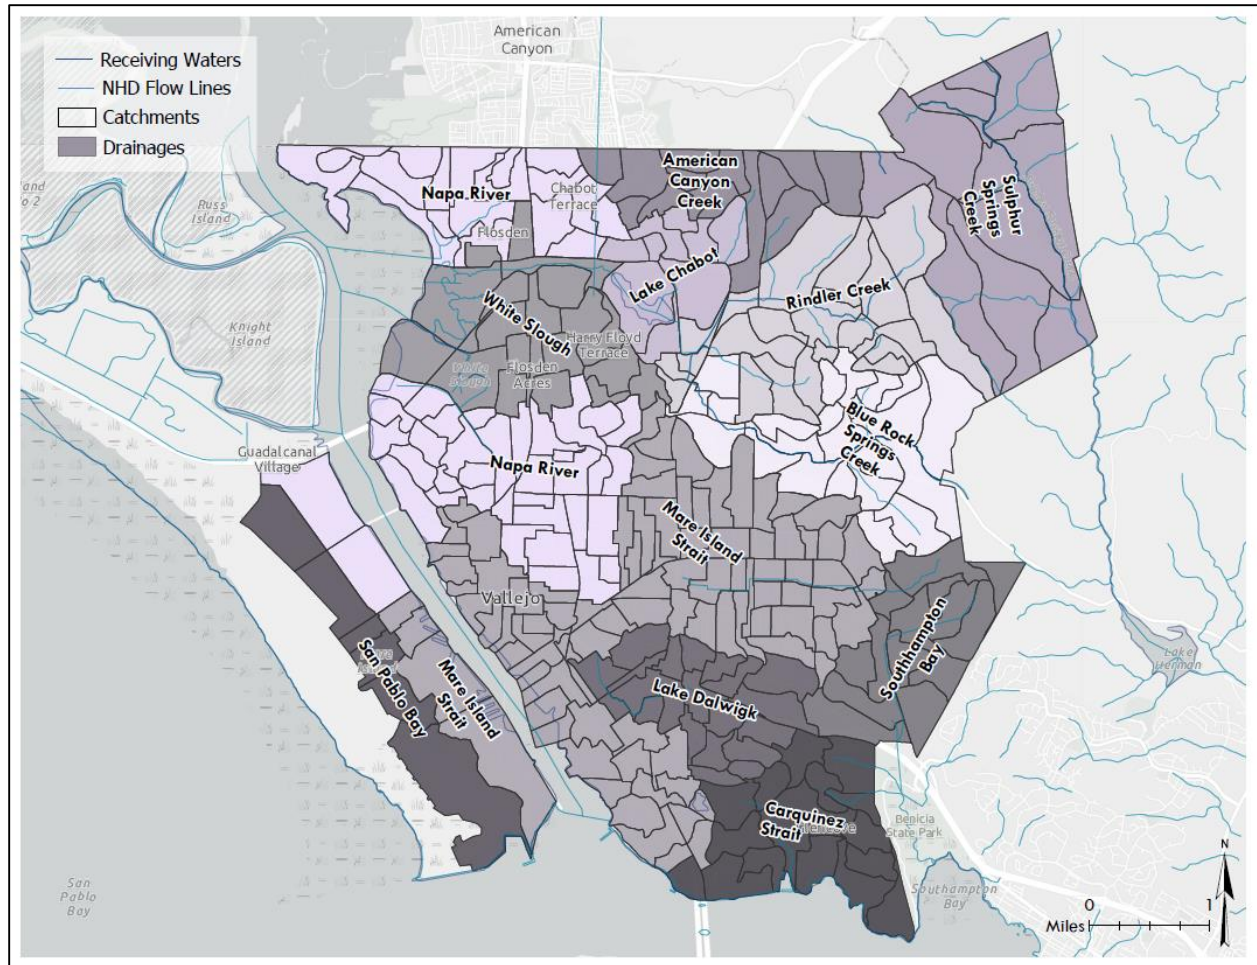 Receiving Waters
NHD Flow Lines
Catchments
Drainages
American
Canyon
Russ
Island
Napa River
Chabot
Terrace
American
Canyon
Creek
Sulphur
Springs
Creek
Flosden
Lake Chabot
Rindler Creek
White Slough
Harry Floyd
Terrace
Knight
Island
Flosden
Acres
White
Slough
Blue Rock
Springs
Creek
Guadalcanal
Village
Napa River
Mare Island
Strait
Vallejo
Southhampton
Bay
Lake
Herman
San Pablo Bay
Mare Island
Strait
Lake Dalwigk
Carquinez
Strait
Benicia
State Park
San
Pablo
Bay
Southampton
Bay
N
0 1
Miles